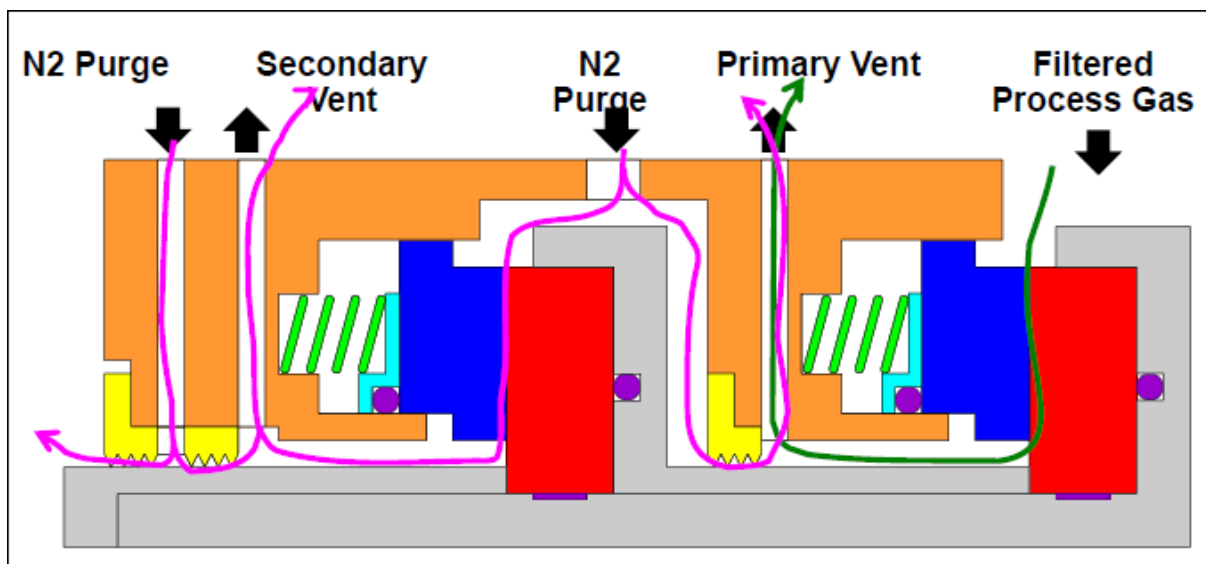 N2 Purge
Secondary
Vent
N2
Purge
Primary Vent
Filtered
Process Gas